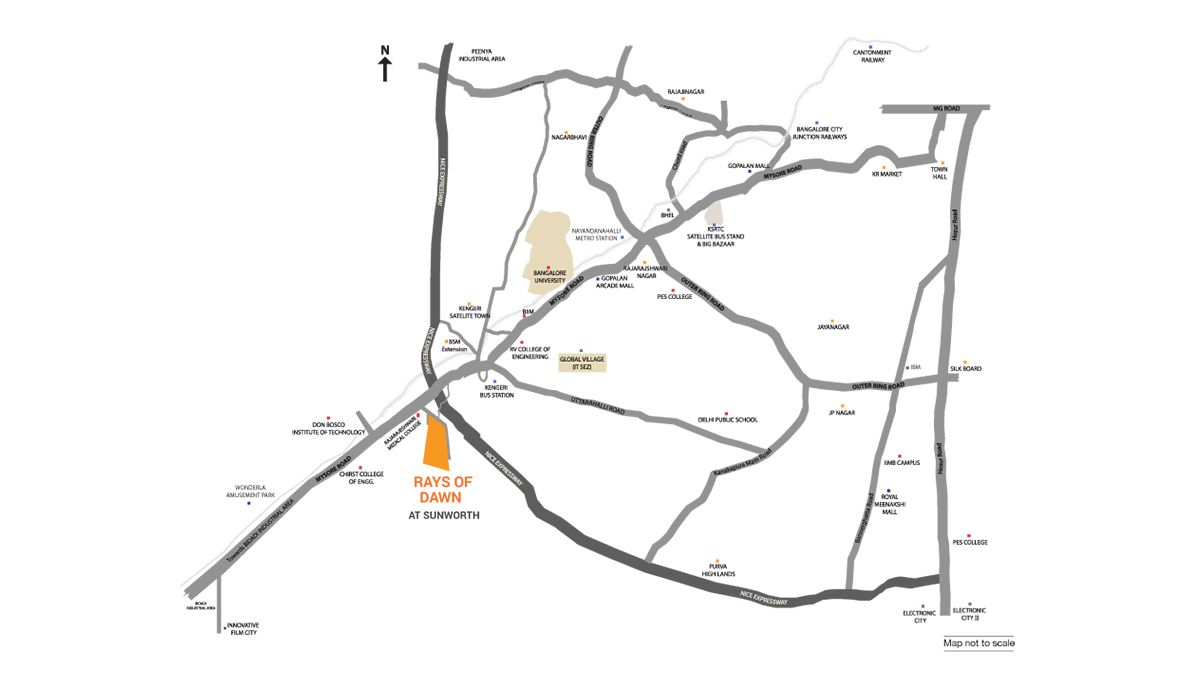 N
PEENYA
INDUSTRIAL AREA
CANTONMENT
RAILWAY
RAJAJINAGAR
MG ROAD
NAGARBHAVI
OUTER RING ROAD
BANGALORE CITY
JUNCTION RAILWAYS
Chord road
GOPALAN MALL
MYSORE ROAD
KR MARKET
TOWN
HALL
NICE EXPRESSWAY
BHEL
KSRTC
SATELLITE BUS STAND
& BIG BAZAAR
Hosur Road
NAYANDANAHALLI
METRO STATION
BANGALORE
UNIVERSITY
RAJARAJSHWARI
NAGAR
GOPALAN
ARCADE MALL
MYSORE ROAD
PES COLLEGE
OUTER RING ROAD
KENGERI
SATELITE TOWN
JAYANAGAR
NICE EXPRESSWAY
BSM
Extension
RV COLLEGE OF
ENGINEERING
GLOBAL VILLAGE
(IT SEZ)
IBM
SILK BOARD
OUTER RING ROAD
KENGERI
BUS STATION
UTTARAHALLI ROAD
JP NAGAR
DELHI PUBLIC SCHOOL
DON BOSCO
INSTITUTE OF TECHNOLOGY
RAJARAJESHWARI
MEDICAL COLLEGE
MYSORE ROAD
CHIRST COLLEGE
OF ENGG.
NICE EXPRESSWAY
Kanakapura Main Road
IIMB CAMPUS
Hosur Road
RAYS OF
DAWN
AT SUNWORTH
WONDERLA
AMUSEMENT PARK
ROYAL
MEENAKSHI
MALL
Towards BIDADI INDUSTRIAL AREA
PES COLLEGE
PURVA
HIGHLANDS
NICE EXPRESSWAY
INDUSTRIAL AREA
INNOVATIVE
FILM CITY
ELECTRONIC
CITY
ELECTRONIC
CITY II
Map not to scale